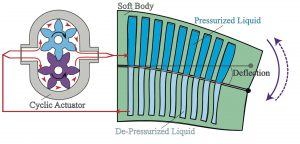 Soft Body
Pressurized Liquid
Deflection
Cyclic Actuator
De-Pressurized Liquid